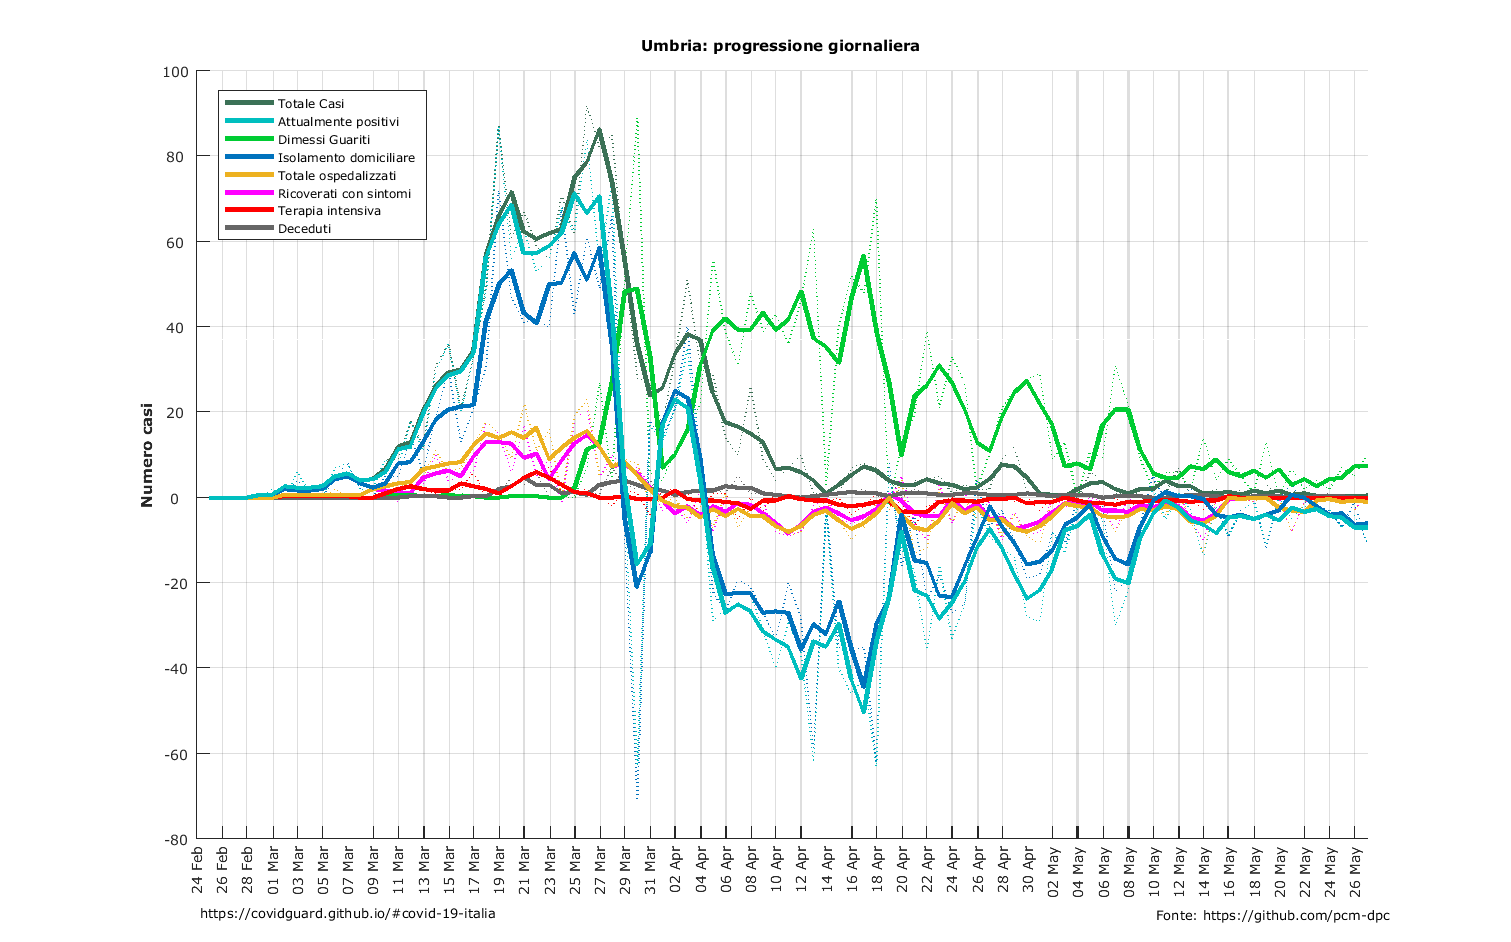 Umbria: progressione giornaliera
100
80
60
40
20
0
-20
-40
-60
-80
Numero casi
Totale Casi
Attualmente positivi
Dimessi Guariti
Isolamento domiciliare
Totale ospedalizzati
Ricoverati con sintomi
Terapia intensiva
Deceduti
24 Feb
26 Feb
28 Feb
01 Mar
03 Mar
05 Mar
07 Mar
09 Mar
11 Mar
13 Mar
15 Mar
17 Mar
19 Mar
21 Mar
23 Mar
25 Mar
27 Mar
29 Mar
31 Mar
02 Apr
04 Apr
06 Apr
08 Apr
10 Apr
12 Apr
14 Apr
16 Apr
18 Apr
20 Apr
22 Apr
24 Apr
26 Apr
28 Apr
30 Apr
02 May
04 May
06 May
08 May
10 May
12 May
14 May
16 May
18 May
20 May
22 May
24 May
26 May
https://covidguard.github.io/#covid-19-italia
Fonte: https://github.com/pcm-dpc